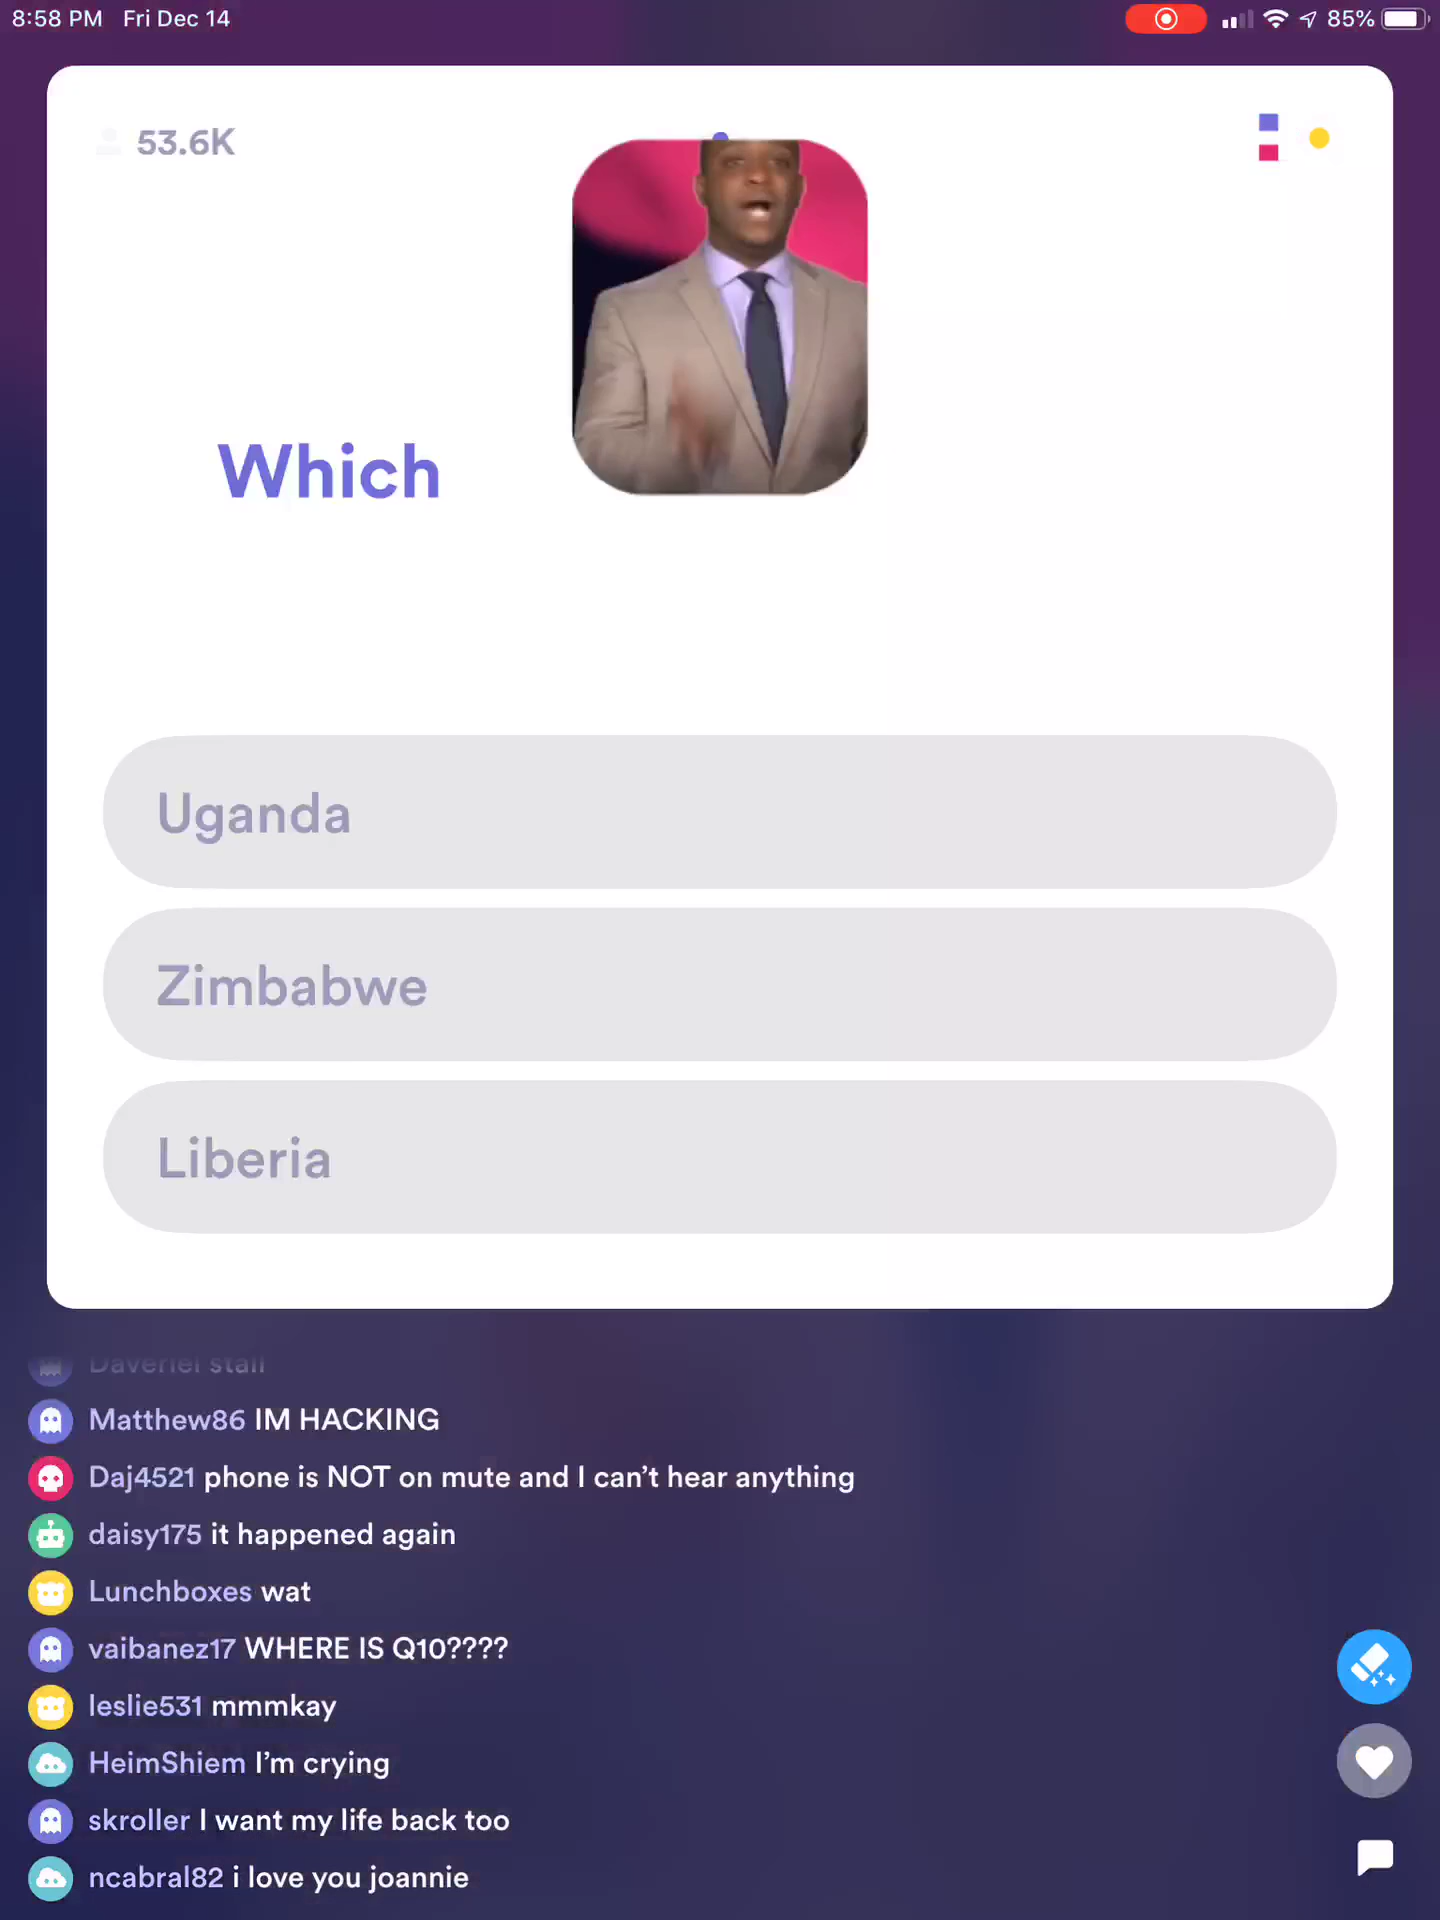 8:58 PM Fri Dec 14 85%
53.6K
Which
Uganda
Zimbabwe
Liberia
Daveriel stall
Matthew86 IM HACKING
Daj4521 phone is NOT on mute and I can't hear anything
daisy175 it happened again
Lunchboxes wat
vaibanez17 WHERE IS Q10????
leslie531 mmmkay
HeimShiem I'm crying
skroller I want my life back too
ncabral82 i love you joannie